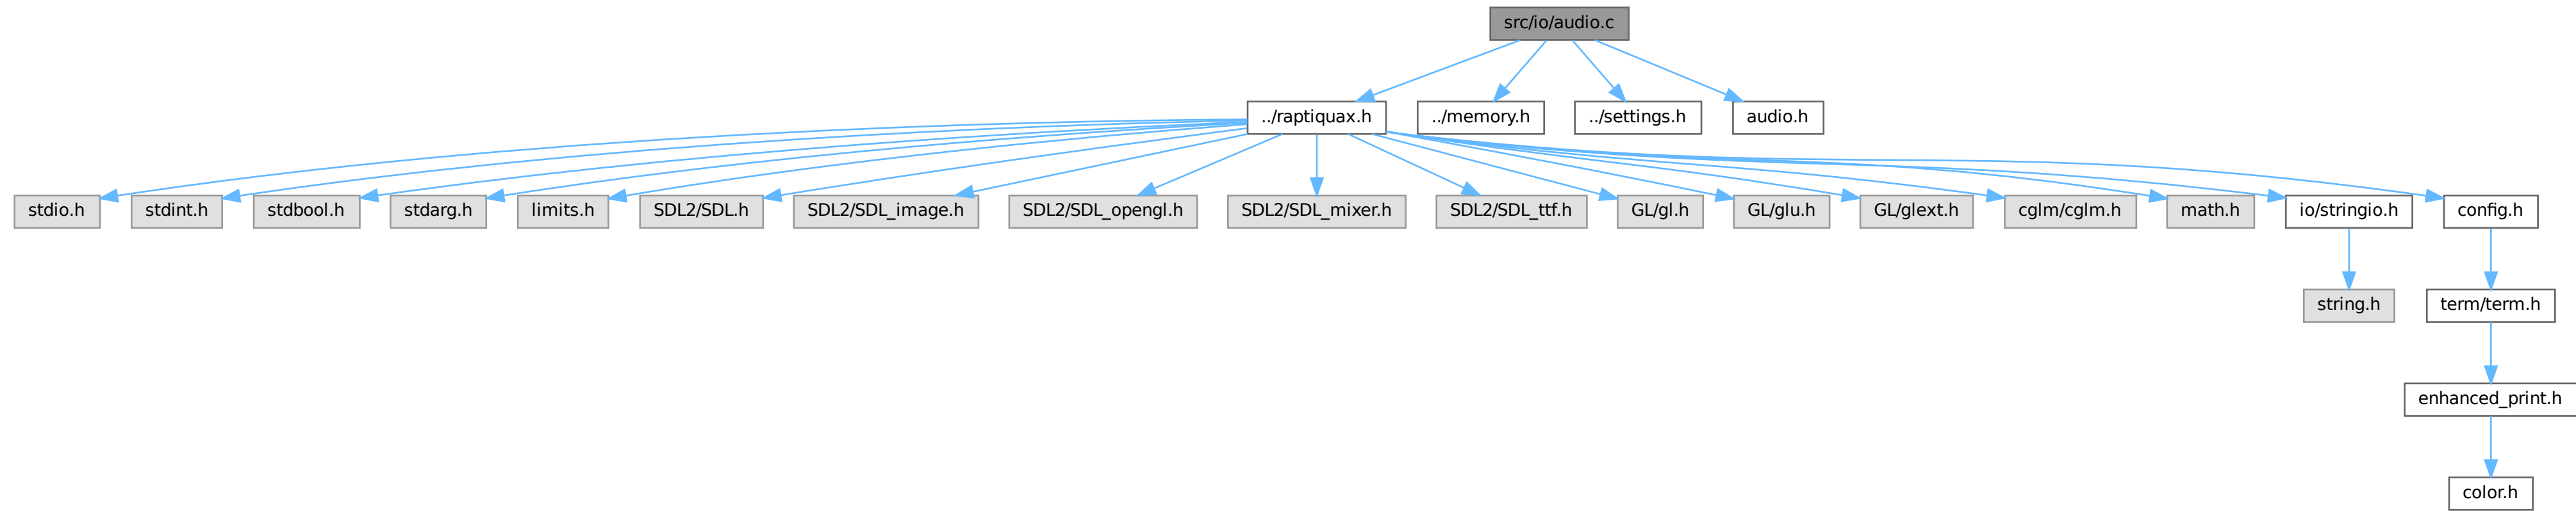 src/io/audio.c
../raptiquax.h
../memory.h
../settings.h
audio.h
stdio.h
stdint.h
stdbool.h
stdarg.h
limits.h
SDL2/SDL.h
SDL2/SDL_image.h
SDL2/SDL_opengl.h
SDL2/SDL_mixer.h
SDL2/SDL_ttf.h
GL/gl.h
GL/glu.h
GL/glext.h
cglm/cglm.h
math.h
io/stringio.h
config.h
string.h
term/term.h
enhanced_print.h
color.h